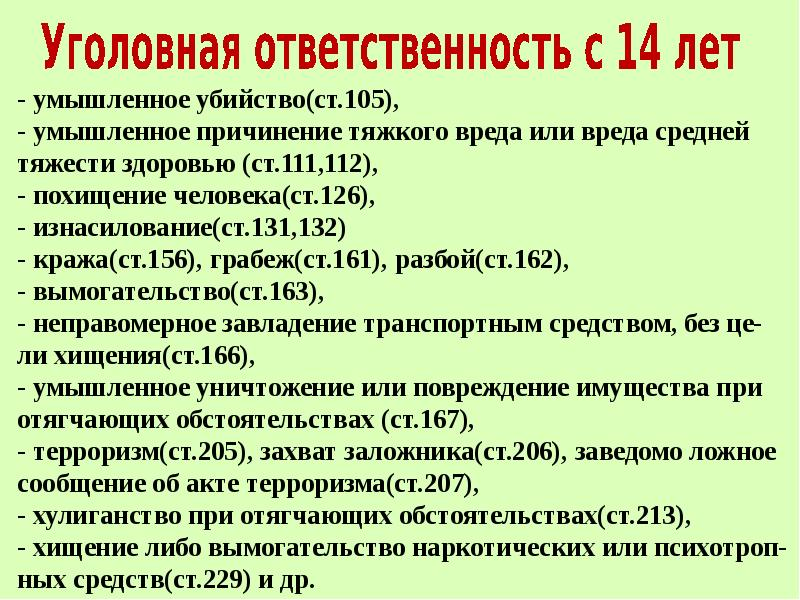 Уголовная ответственность с 14 лет
- умышленное убийство(ст.105),
- умышленное причинение тяжкого вреда или вреда средней
тяжести здоровью (ст.111,112),
- похищение человека(ст.126),
- изнасилование(ст.131,132)
- кража(ст.156), грабеж(ст.161), разбой(ст.162),
- вымогательство(ст.163),
- неправомерное завладение транспортным средством, без це-
ли хищения(ст.166),
- умышленное уничтожение или повреждение имущества при
отягчающих обстоятельствах (ст.167),
- терроризм(ст.205), захват заложника(ст.206), заведомо ложное
сообщение об акте терроризма(ст.207),
- хулиганство при отягчающих обстоятельствах(ст.213),
- хищение либо вымогательство наркотических или психотроп-
ных средств(ст.229) и др.